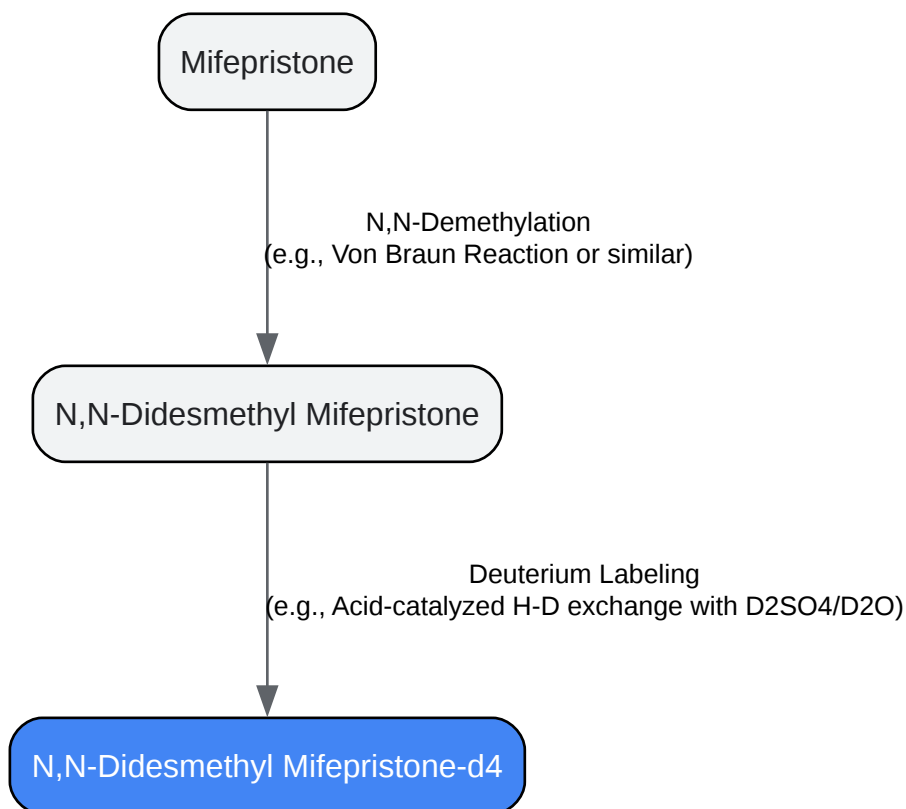 Mifepristone
N,N-Demethylation
(e.g., Von Braun Reaction or similar)
N,N-Didesmethyl Mifepristone
Deuterium Labeling
(e.g., Acid-catalyzed H-D exchange with D2SO4/D2O)
N,N-Didesmethyl Mifepristone-d4